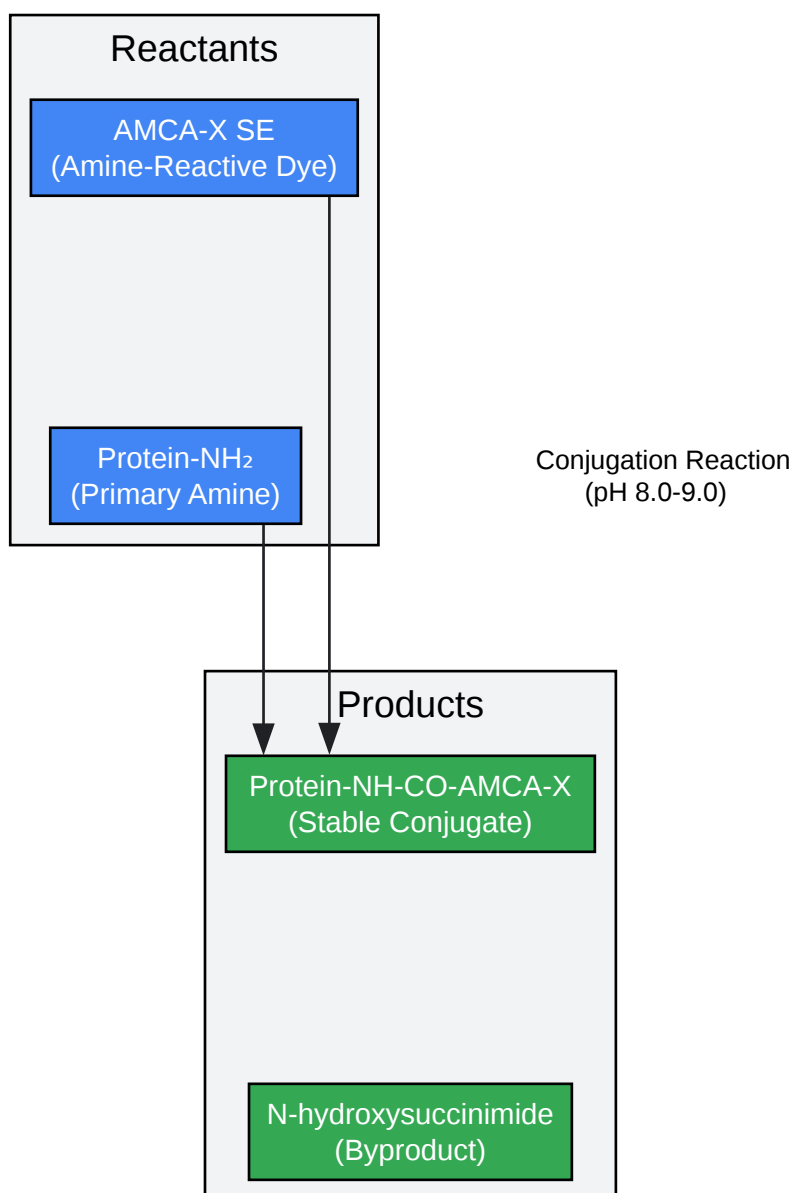 Reactants
AMCA-X SE
(Amine-Reactive Dye)
Protein-NH₂
(Primary Amine)
Conjugation Reaction
(pH 8.0-9.0)
Products
Protein-NH-CO-AMCA-X
(Stable Conjugate)
N-hydroxysuccinimide
(Byproduct)